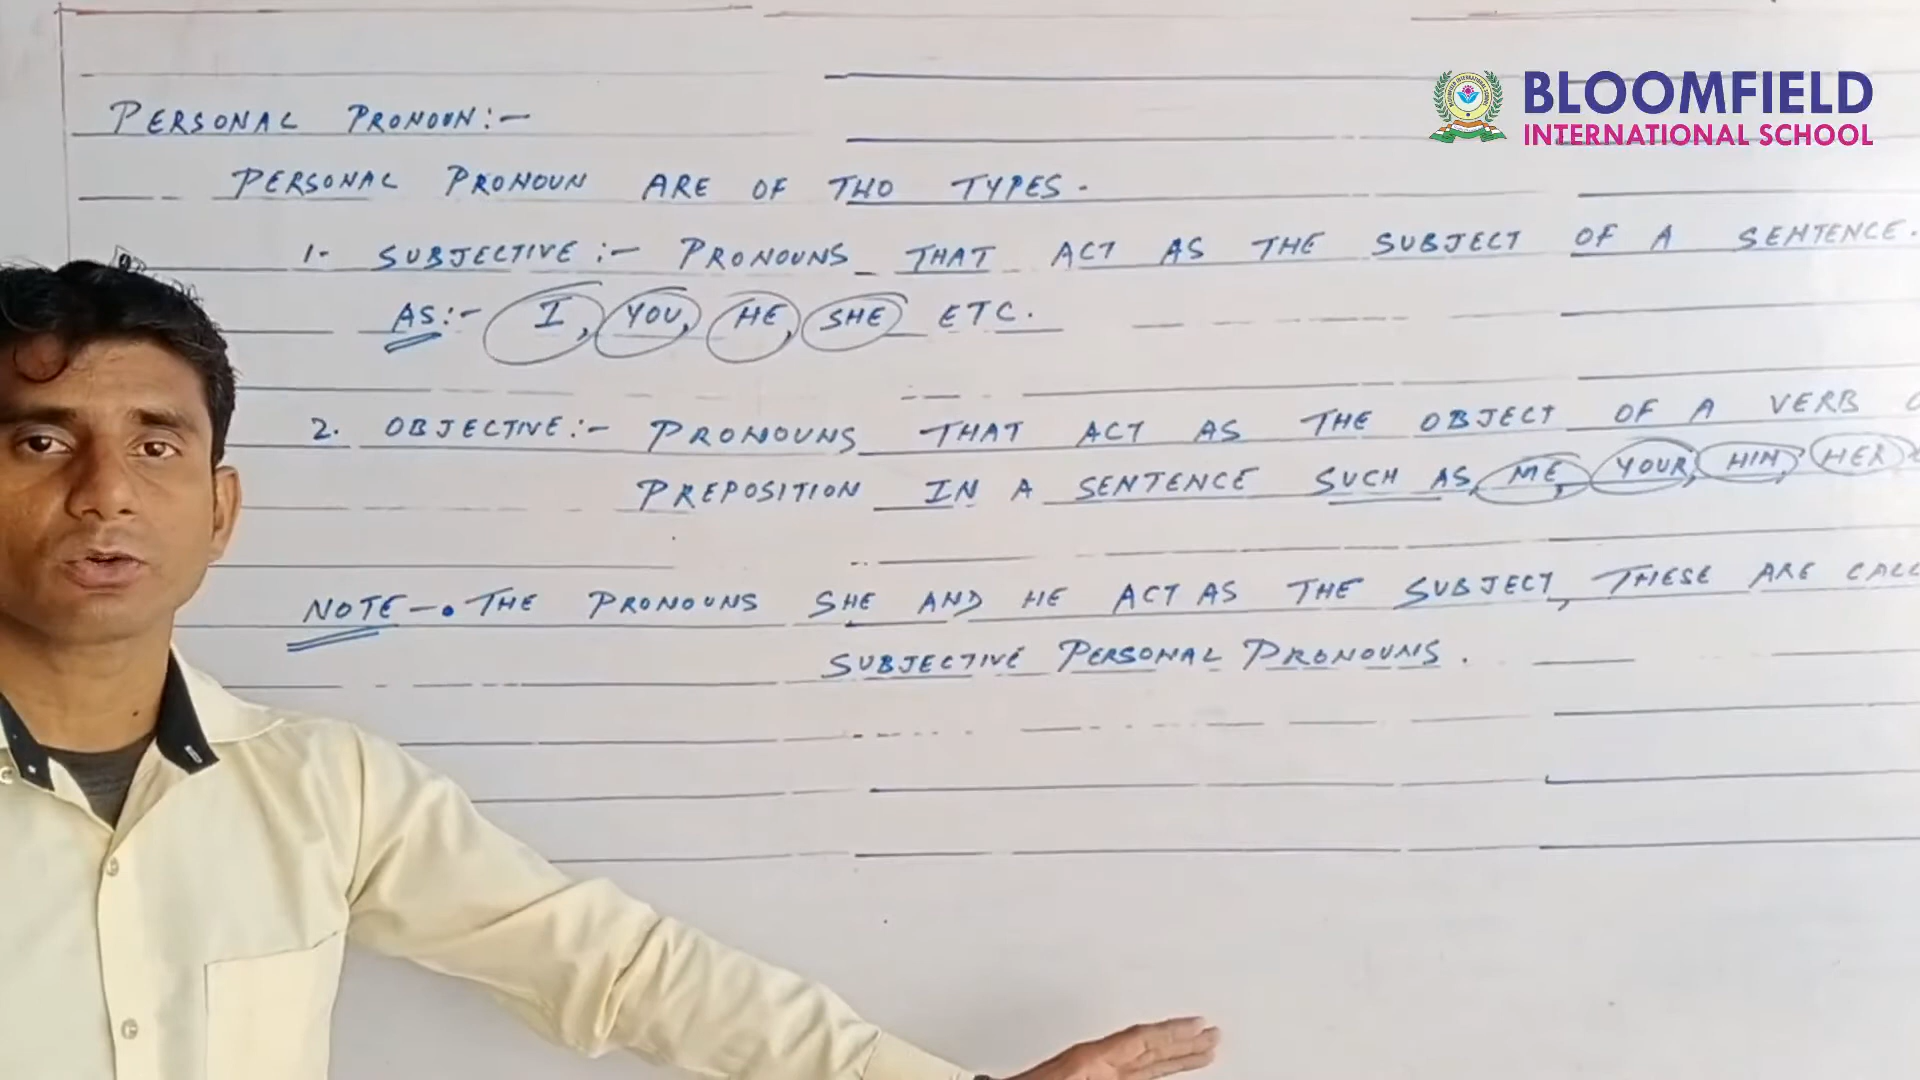 BLOOMFIELD
INTERNATIONAL SCHOOL
PERSONAL PRONOUN:-
PERSONAL PRONOUN ARE OF TWO TYPES.
1- SUBJECTIVE:- PRONOUNS THAT ACT AS THE SUBJECT OF A SENTENCE.
AS:- I, YOU, HE, SHE ETC.
2. OBJECTIVE:- PRONOUNS THAT ACT AS THE OBJECT OF A VERB
PREPOSITION IN A SENTENCE SUCH AS ME, YOUR, HIM, HER
NOTE-• THE PRONOUNS SHE AND HE ACT AS THE SUBJECT, THESE ARE CALL
SUBJECTIVE PERSONAL PRONOUNS.